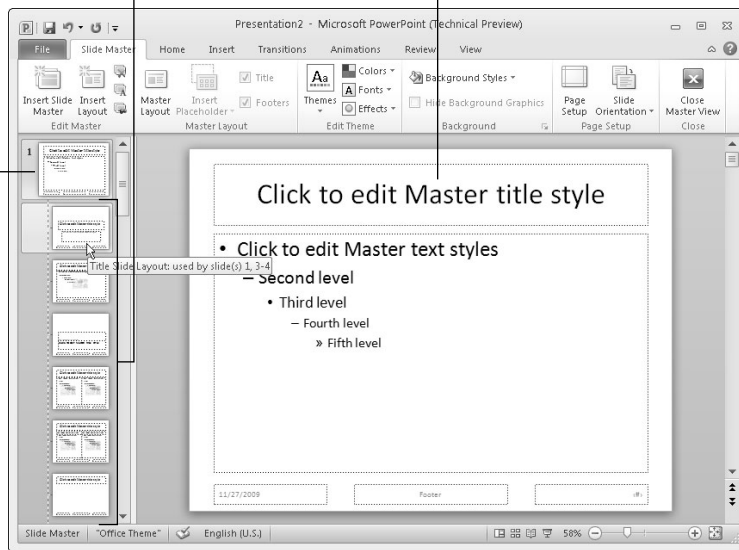 Presentation2 - Microsoft PowerPoint (Technical Preview)
File Slide Master Home Insert Transitions Animations Review View
Insert Slide Master
Insert Layout
Edit Master
Master Layout
Insert Placeholder
Title
Footers
Master Layout
Themes
Colors
Fonts
Effects
Edit Theme
Background Styles
Hide Background Graphics
Background
Page Setup
Slide Orientation
Page Setup
Close Master View
Close
1
Click to edit Master title style
• Click to edit Master text styles
– Second level
• Third level
– Fourth level
» Fifth level
Title Slide Layout: used by slide(s) 1, 3-4
11/27/2009 Footer ‹#›
Slide Master "Office Theme" English (U.S.) 58%